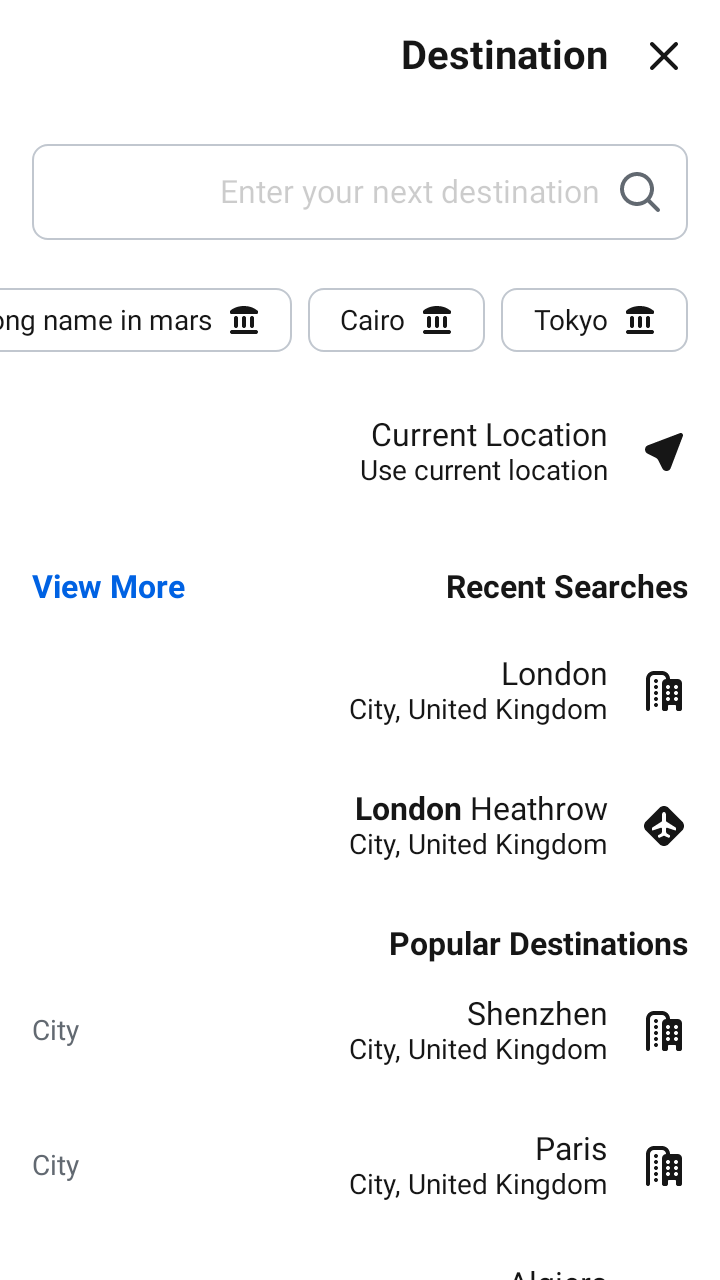 Destination
Enter your next destination
Tokyo
Cairo
name in mars
Current Location
Use current location
Recent Searches
View More
London
City, United Kingdom
London Heathrow
City, United Kingdom
Popular Destinations
Shenzhen
City, United Kingdom
City
Paris
City, United Kingdom
City